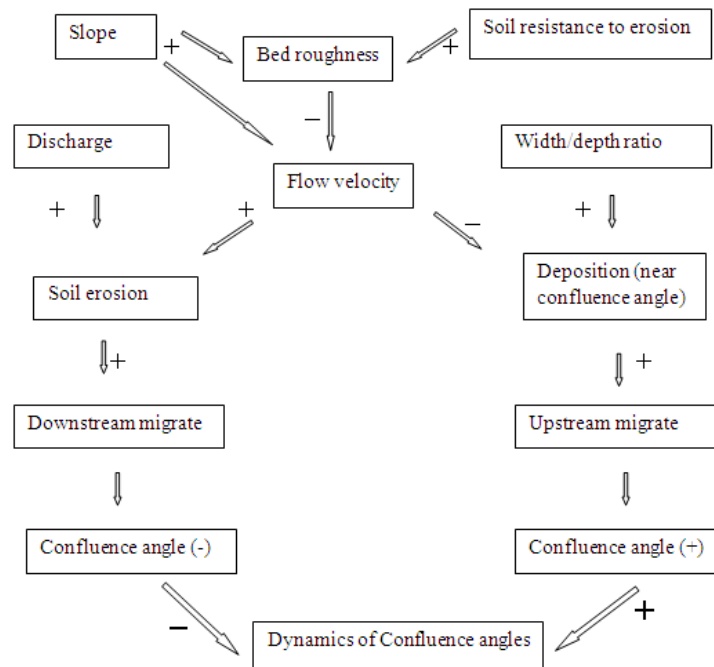 Slope
+
Soil resistance to erosion
+
Bed roughness
−
Discharge
Width/depth ratio
Flow velocity
+
+
−
+
Soil erosion
Deposition (near
confluence angle)
+
+
Downstream migrate
Upstream migrate
Confluence angle (-)
Confluence angle (+)
−
+
Dynamics of Confluence angles